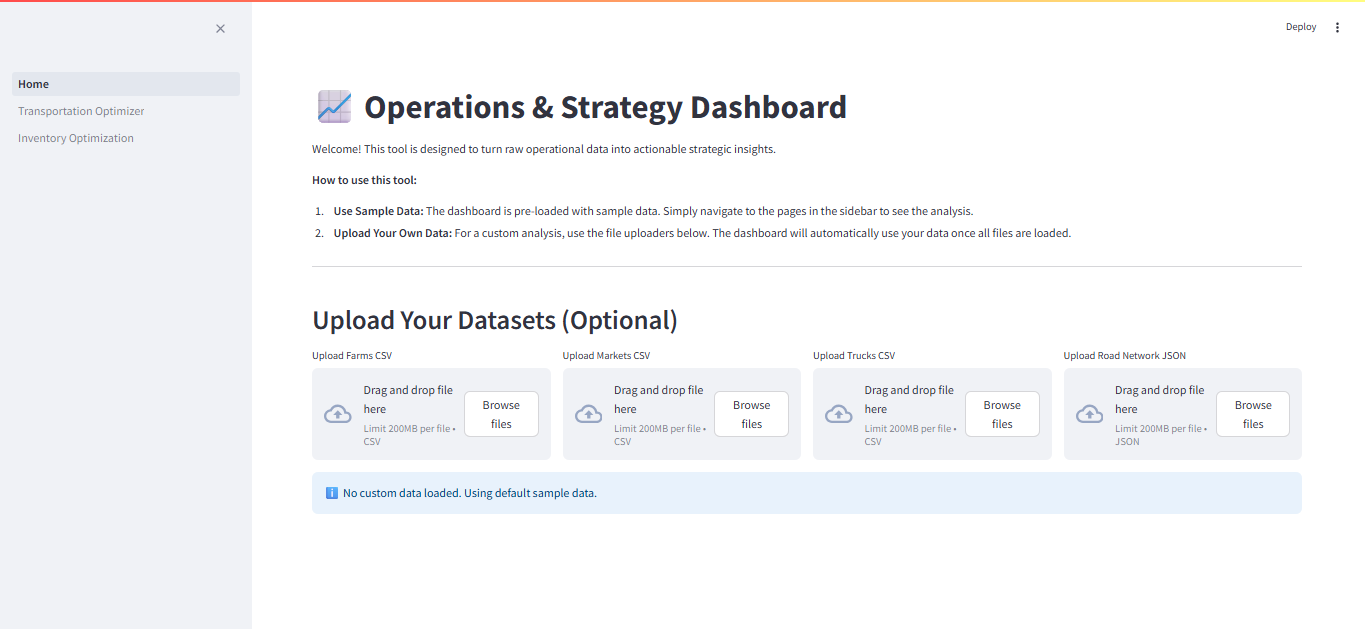 Deploy
Home
Transportation Optimizer
Inventory Optimization
Operations & Strategy Dashboard
Welcome! This tool is designed to turn raw operational data into actionable strategic insights.
How to use this tool:
1. Use Sample Data: The dashboard is pre-loaded with sample data. Simply navigate to the pages in the sidebar to see the analysis.
2. Upload Your Own Data: For a custom analysis, use the file uploaders below. The dashboard will automatically use your data once all files are loaded.
Upload Your Datasets (Optional)
Upload Farms CSV
Drag and drop file
here
Limit 200MB per file •
CSV
Browse
files
Upload Markets CSV
Drag and drop file
here
Limit 200MB per file •
CSV
Browse
files
Upload Trucks CSV
Drag and drop file
here
Limit 200MB per file •
CSV
Browse
files
Upload Road Network JSON
Drag and drop file
here
Limit 200MB per file •
JSON
Browse
files
No custom data loaded. Using default sample data.